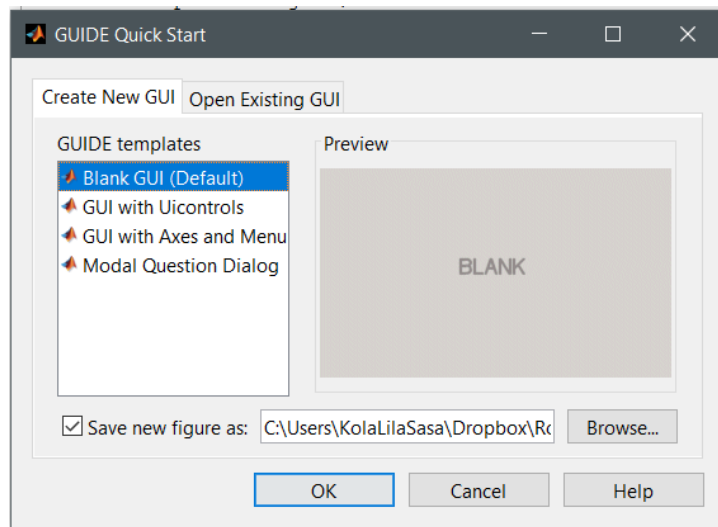 GUIDE Quick Start
Create New GUI
Open Existing GUI
GUIDE templates
Preview
Blank GUI (Default)
GUI with Uicontrols
GUI with Axes and Menu
Modal Question Dialog
BLANK
Save new figure as:
C:\Users\KolaLilaSasa\Dropbox\Ro
Browse...
OK
Cancel
Help